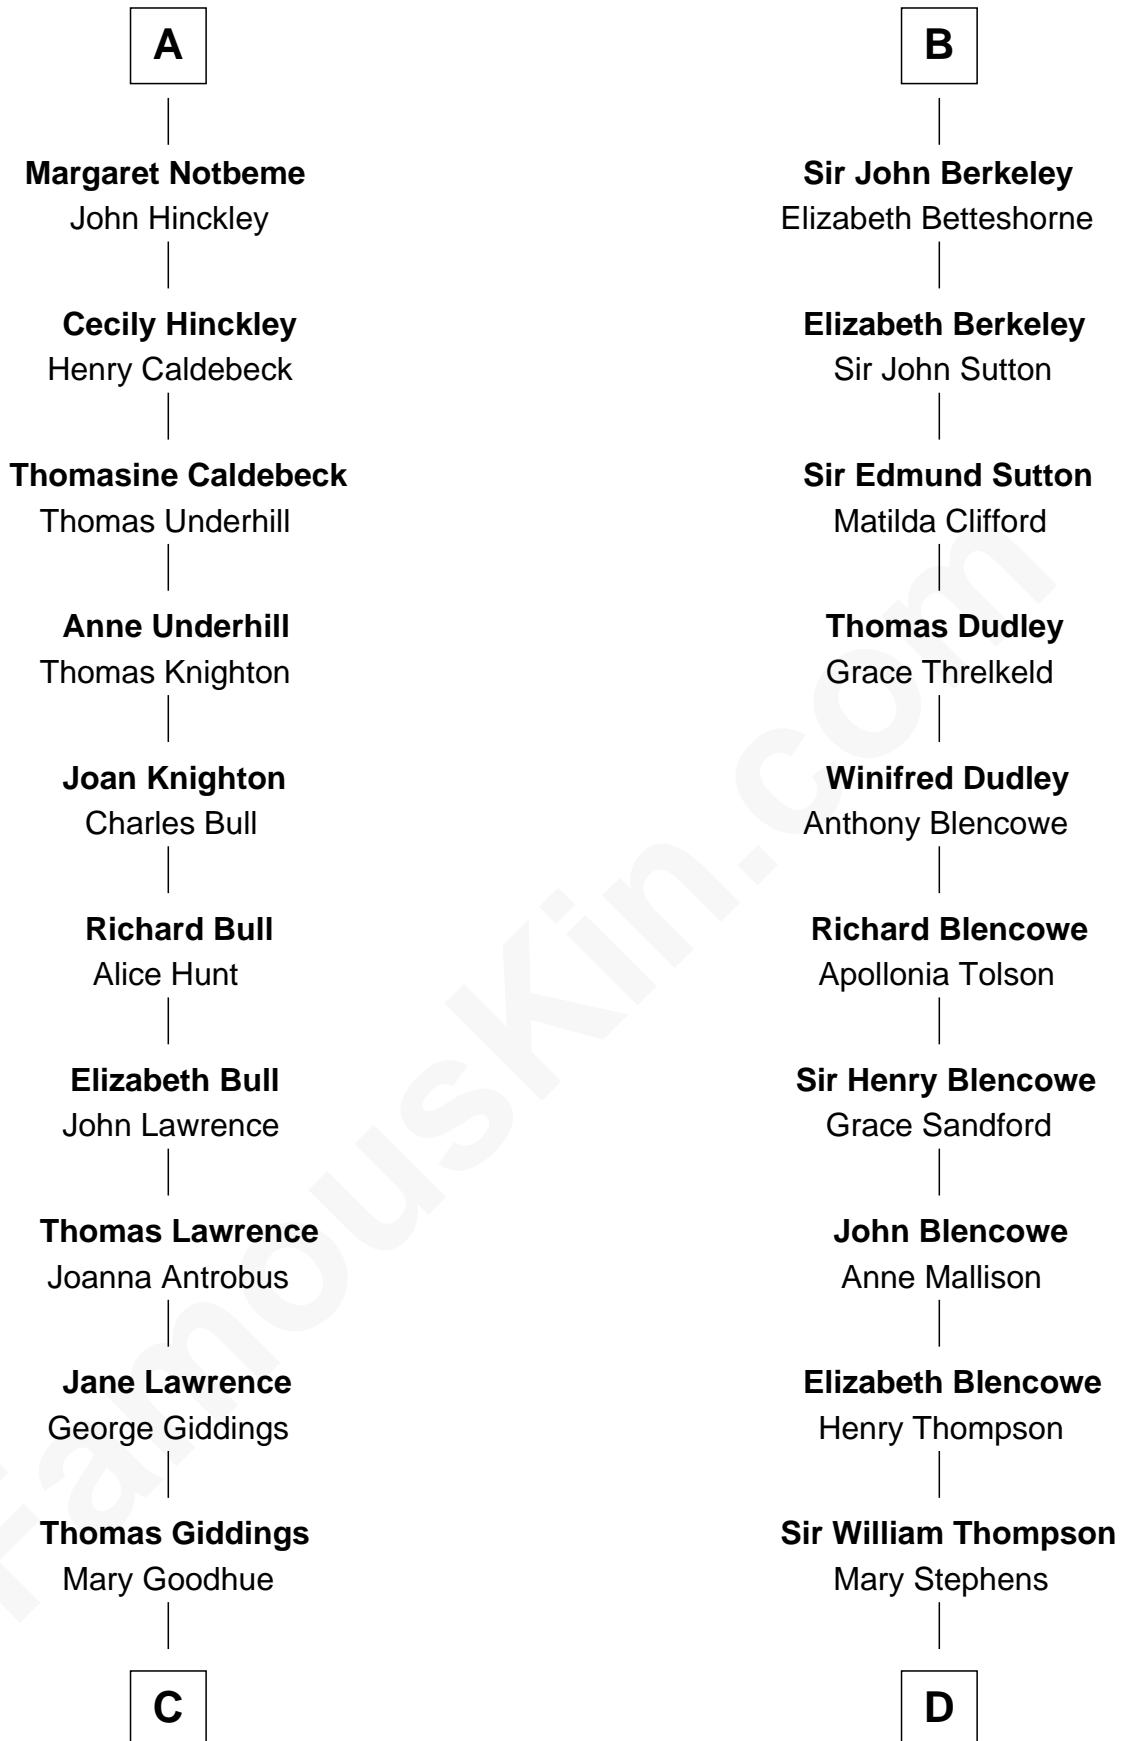 A
Margaret Notbeme
John Hinckley
Cecily Hinckley
Henry Caldebeck
Thomasine Caldebeck
Thomas Underhill
Anne Underhill
Thomas Knighton
Joan Knighton
Charles Bull
Richard Bull
Alice Hunt
Elizabeth Bull
John Lawrence
Thomas Lawrence
Joanna Antrobus
Jane Lawrence
George Giddings
Thomas Giddings
Mary Goodhue
C
B
Sir John Berkeley
Elizabeth Betteshorne
Elizabeth Berkeley
Sir John Sutton
Sir Edmund Sutton
Matilda Clifford
Thomas Dudley
Grace Threlkeld
Winifred Dudley
Anthony Blencowe
Richard Blencowe
Apollonia Tolson
Sir Henry Blencowe
Grace Sandford
John Blencowe
Anne Mallison
Elizabeth Blencowe
Henry Thompson
Sir William Thompson
Mary Stephens
D
FamousKin.com